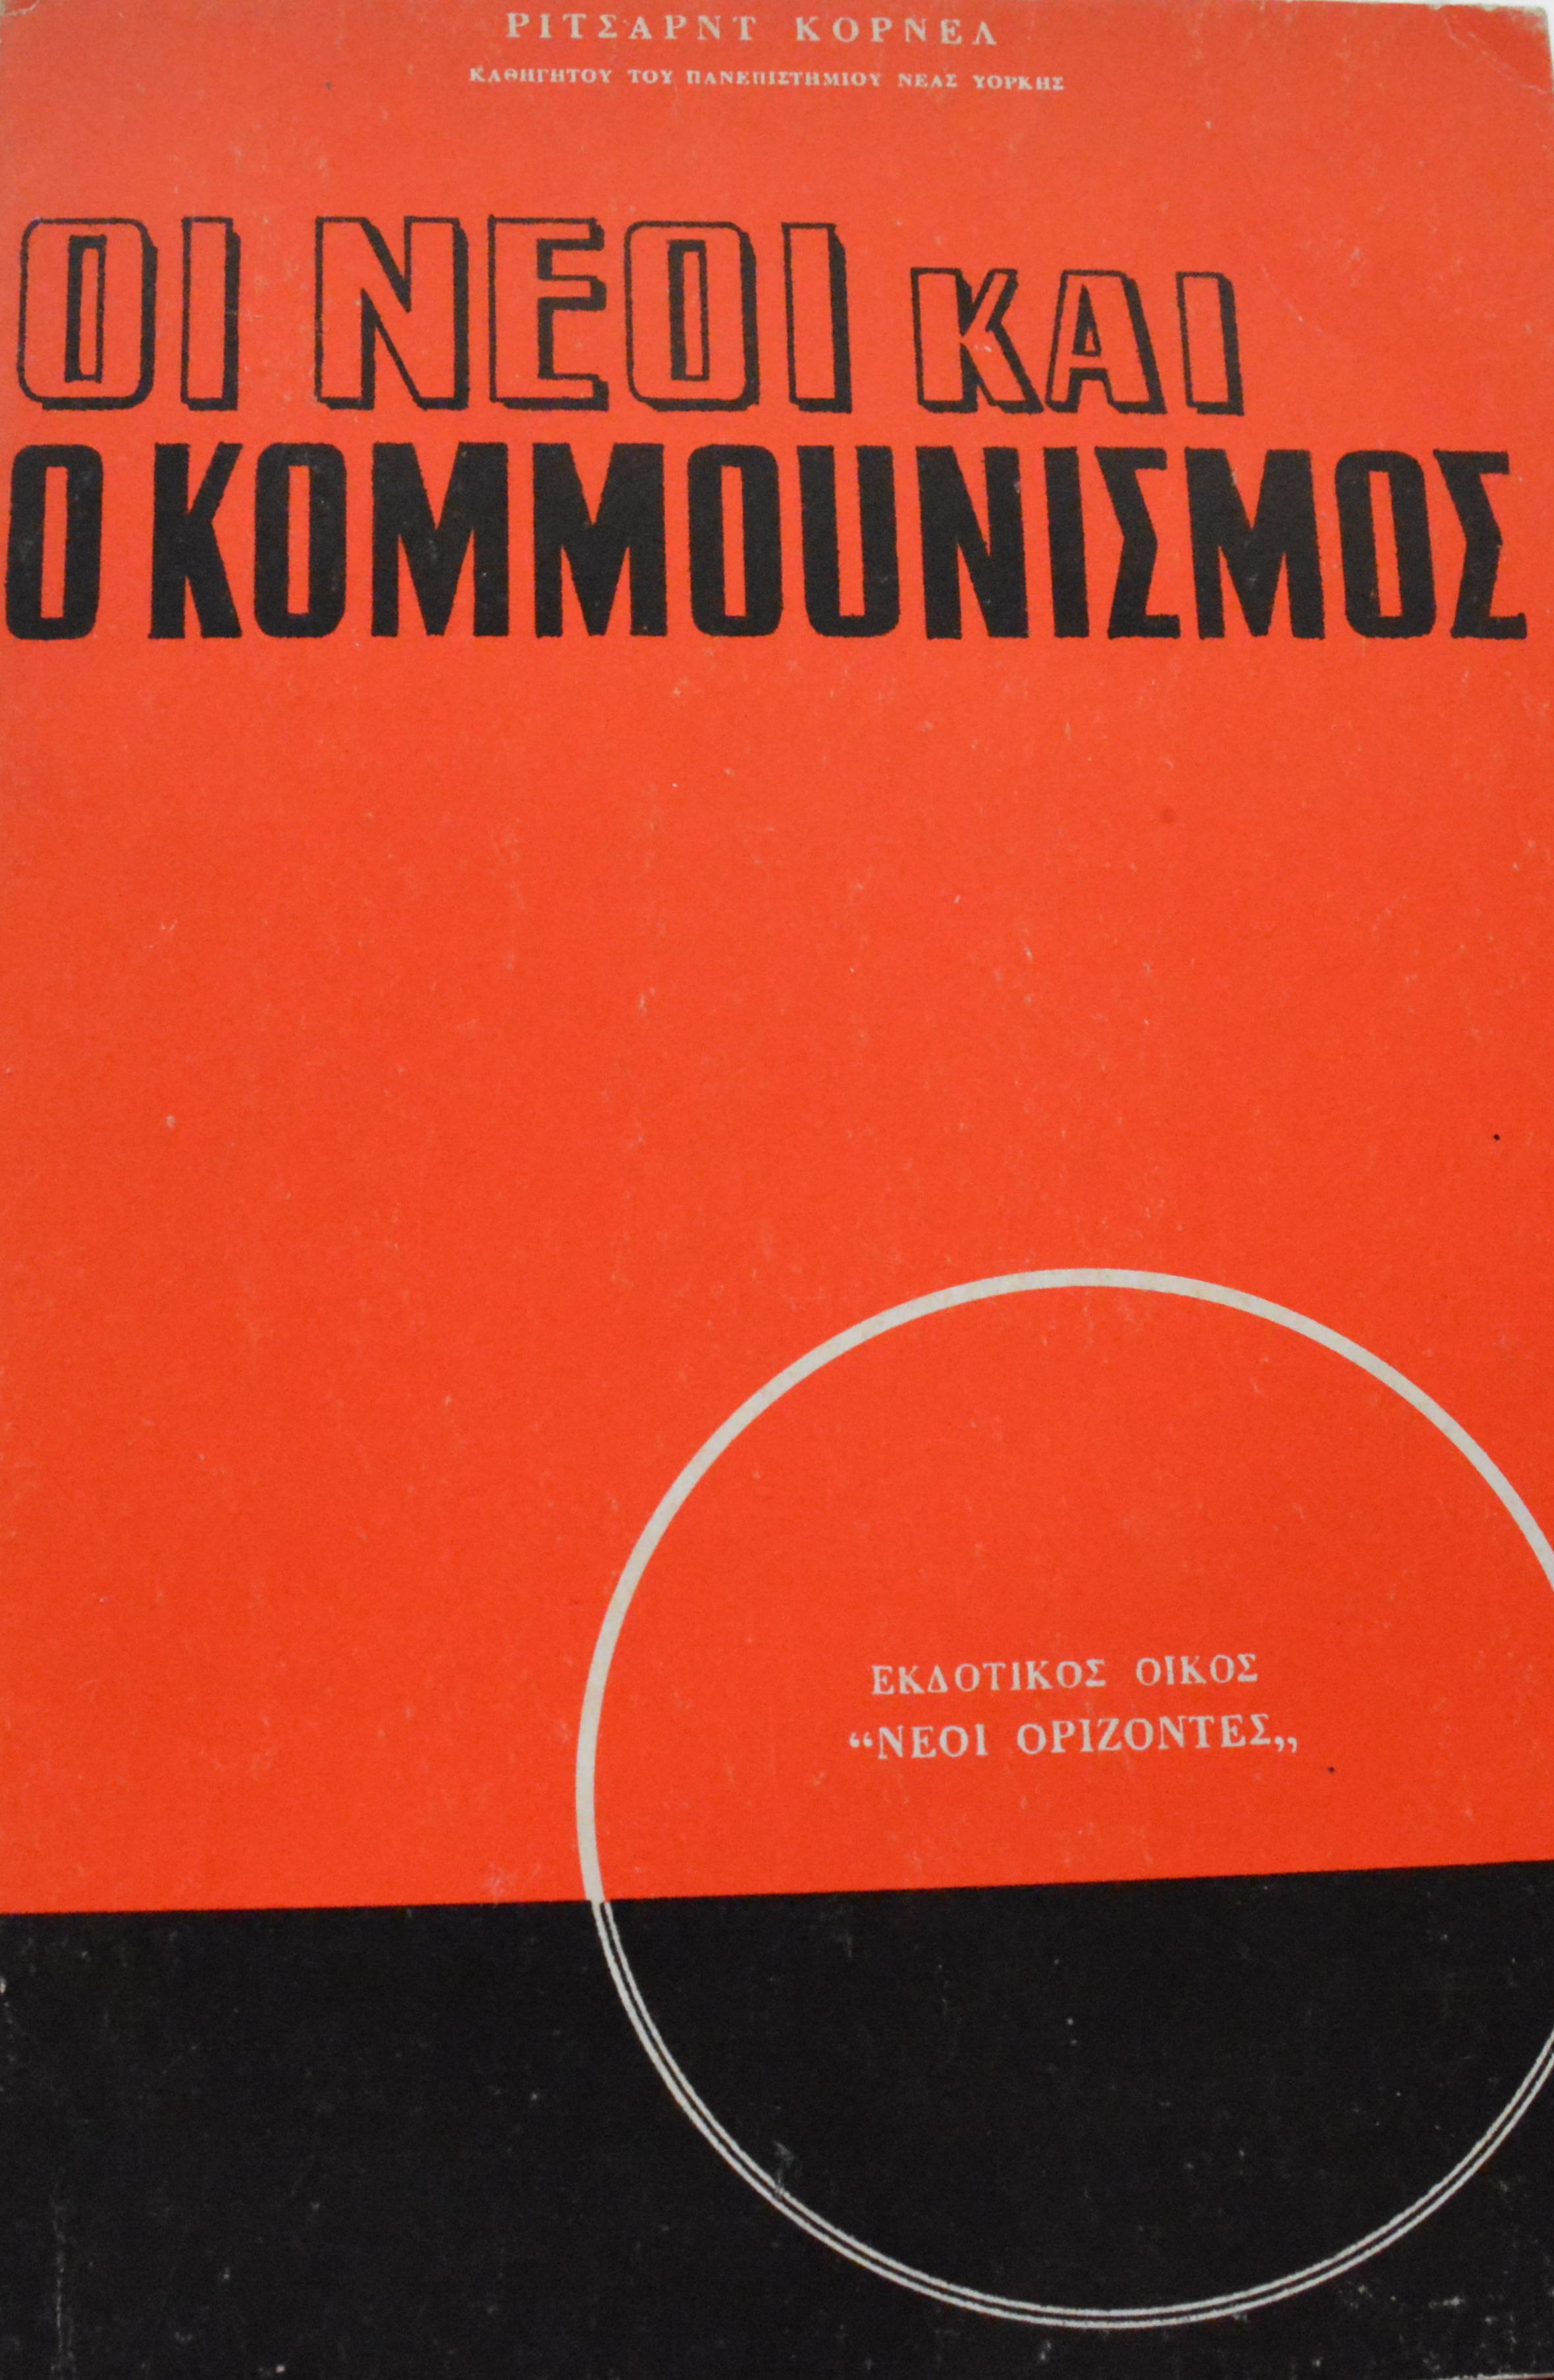 ΡΙΤΣΑΡΝΤ ΚΟΡΝΕΛ
ΚΑΘΗΓΗΤΟΥ ΤΟΥ ΠΑΝΕΠΙΣΤΗΜΙΟΥ ΝΕΑΣ ΥΟΡΚΗΣ
ΟΙ ΝΕΟΙ ΚΑΙ
Ο ΚΟΜΜΟΥΝΙΣΜΟΣ
ΕΚΔΟΤΙΚΟΣ ΟΙΚΟΣ
“ΝΕΟΙ ΟΡΙΖΟΝΤΕΣ„